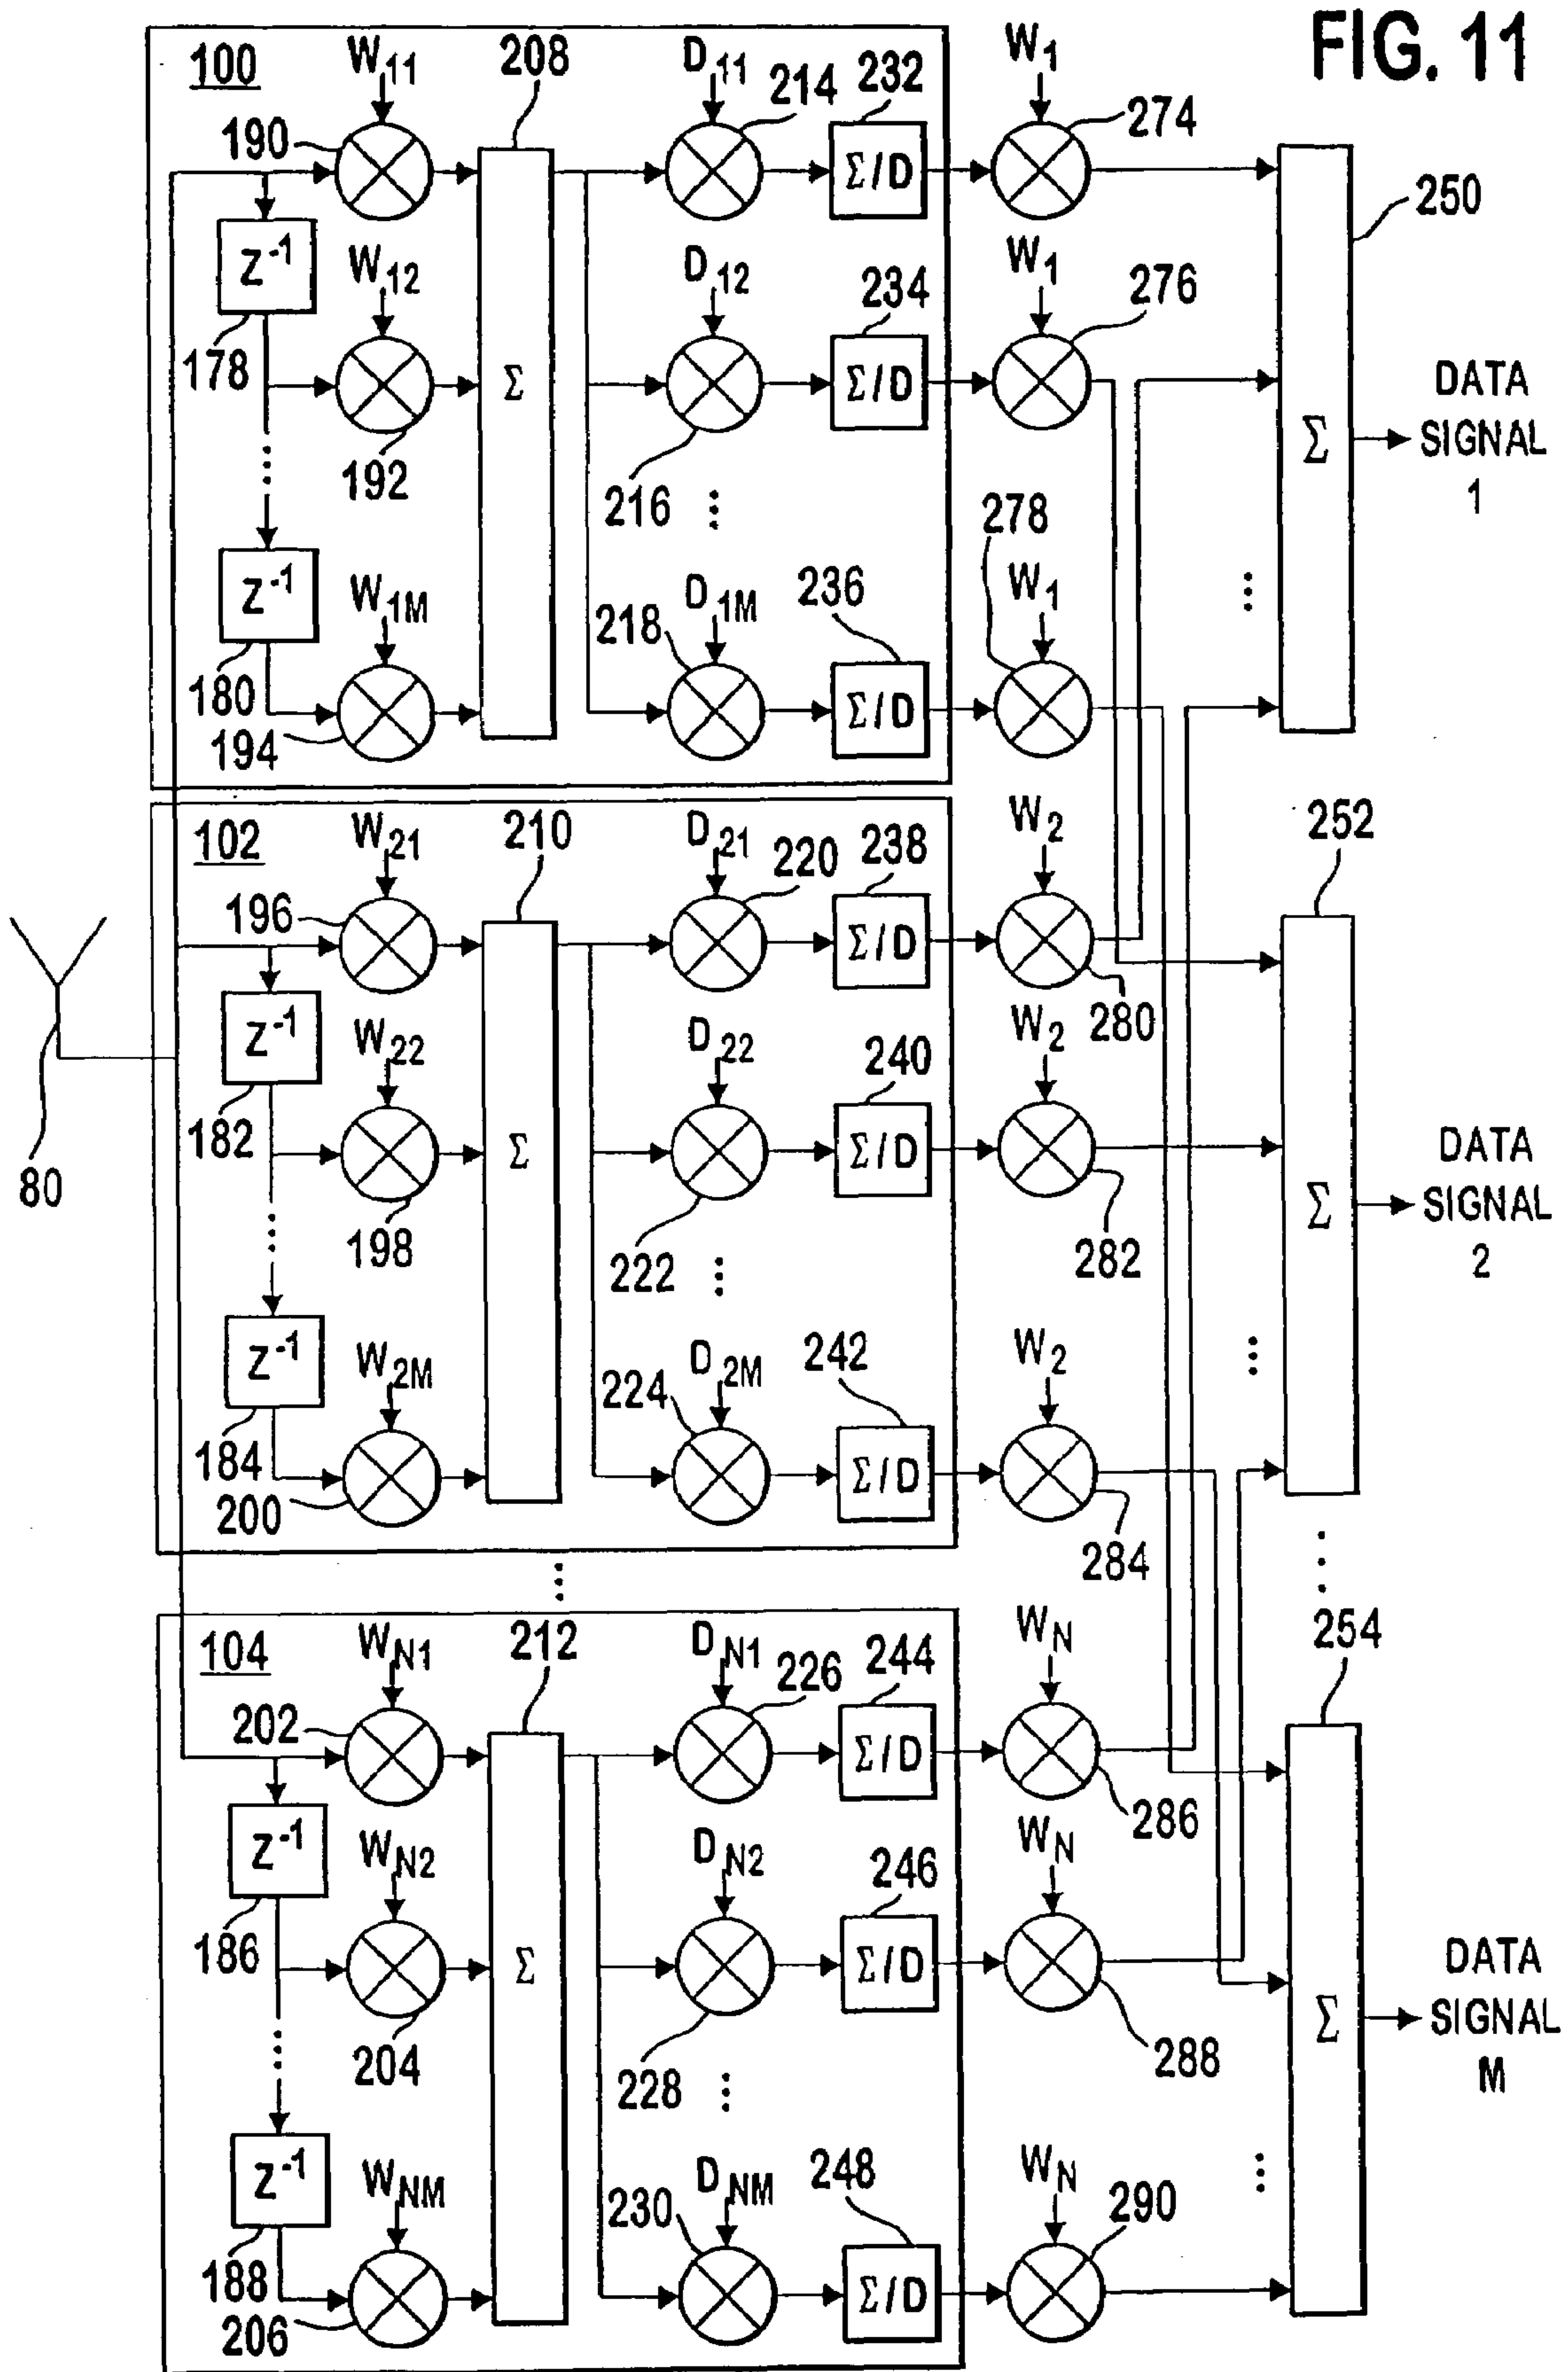 FIG. 11
100 W11 208 D11 214 232 W1 274
190 Σ/D 250
Z-1 W12 D12 234 W1 276
178 Σ Σ/D DATA
192 216 ... 278 Σ SIGNAL
... 1
Z-1 W1M D1M 236 W1 ...
218
180 Σ/D
194
102 W21 210 D21 220 238 W2 252
196 Σ/D
Z-1 W22 D22 240 W2 280
182 Σ Σ/D DATA
80 198 222 ... 282 Σ SIGNAL
... 2
Z-1 W2M D2M 242 W2 ...
224
184 Σ/D
200 284
... ...
104 WN1 212 DN1 226 244 WN 254
202 Σ/D
Z-1 WN2 DN2 246 WN 286
186 Σ Σ/D DATA
204 228 ... 288 Σ SIGNAL
... M
Z-1 WNM DNM 248 WN 290 ...
230
188 Σ/D
206